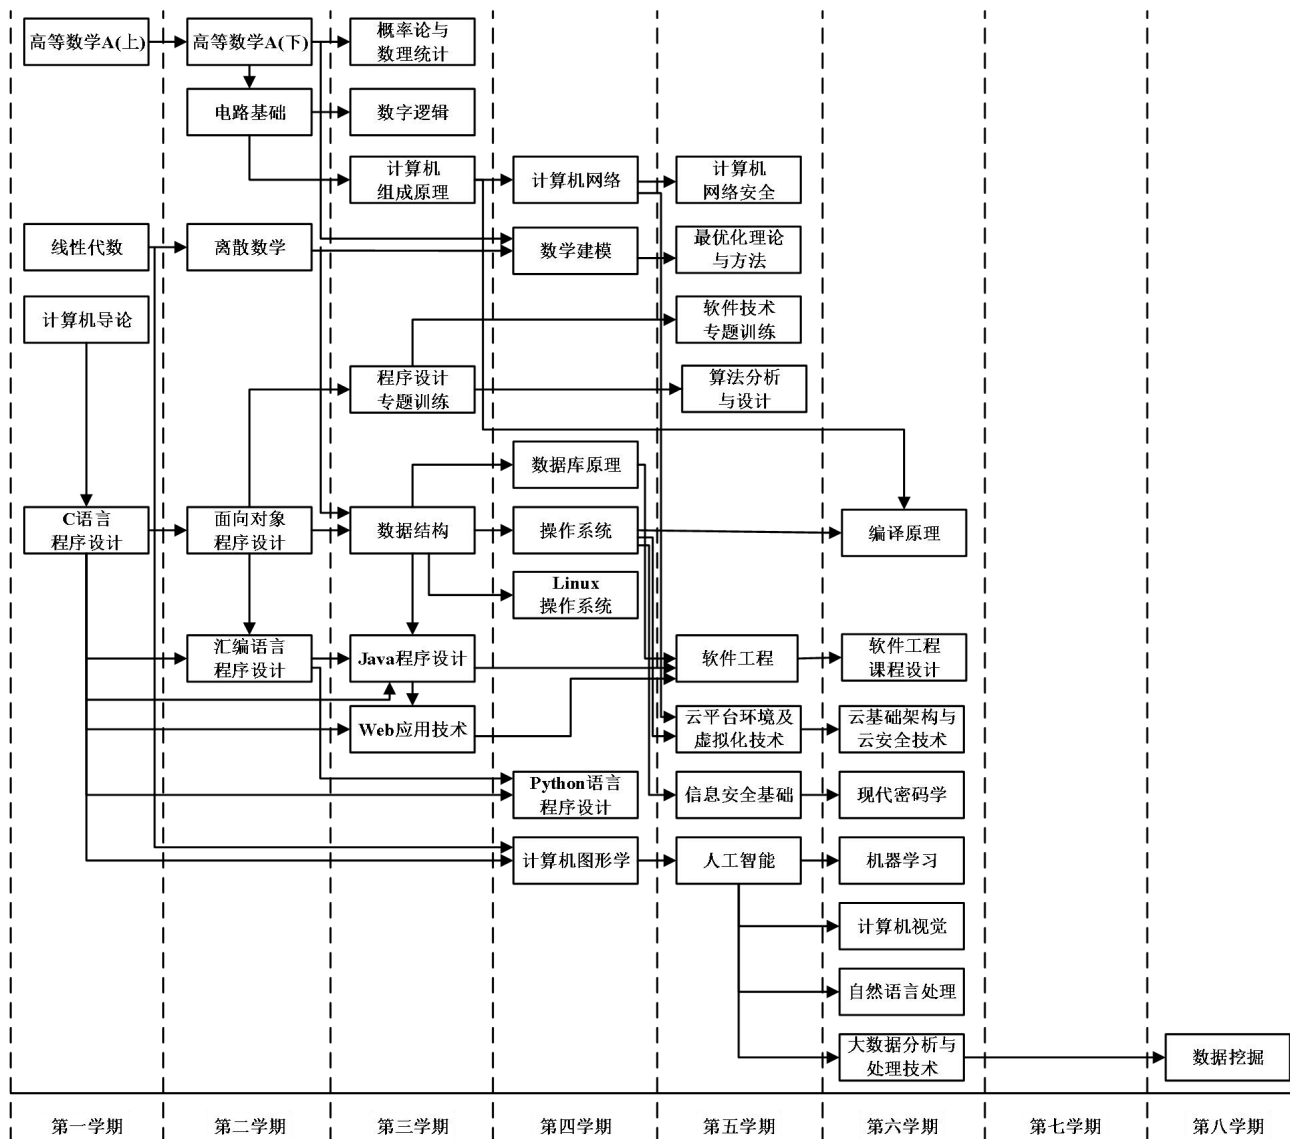 高等数学A(上)
高等数学A(下)
概率论与
数理统计
电路基础
数字逻辑
计算机
组成原理
计算机网络
计算机
网络安全
线性代数
离散数学
数学建模
最优化理论
与方法
计算机导论
软件技术
专题训练
程序设计
专题训练
算法分析
与设计
数据库原理
C语言
程序设计
面向对象
程序设计
数据结构
操作系统
编译原理
Linux
操作系统
汇编语言
程序设计
Java程序设计
软件工程
软件工程
课程设计
Web应用技术
云平台环境及
虚拟化技术
云基础架构与
云安全技术
Python语言
程序设计
信息安全基础
现代密码学
计算机图形学
人工智能
机器学习
计算机视觉
自然语言处理
大数据分析与
处理技术
数据挖掘
第一学期
第二学期
第三学期
第四学期
第五学期
第六学期
第七学期
第八学期